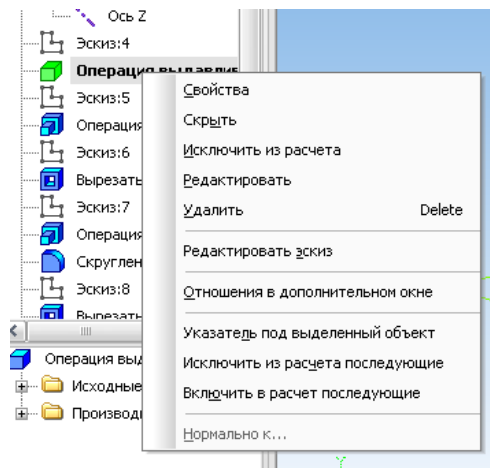 Ось Z
Эскиз:4
Операция выдавлив
Эскиз:5
Операция
Эскиз:6
Вырезать
Эскиз:7
Операция
Скруглен
Эскиз:8
Вырезать
Операция выд
Исходные
Производ
Свойства
Скрыть
Исключить из расчета
Редактировать
Удалить Delete
Редактировать эскиз
Отношения в дополнительном окне
Указатель под выделенный объект
Исключить из расчета последующие
Включить в расчет последующие
Нормально к...